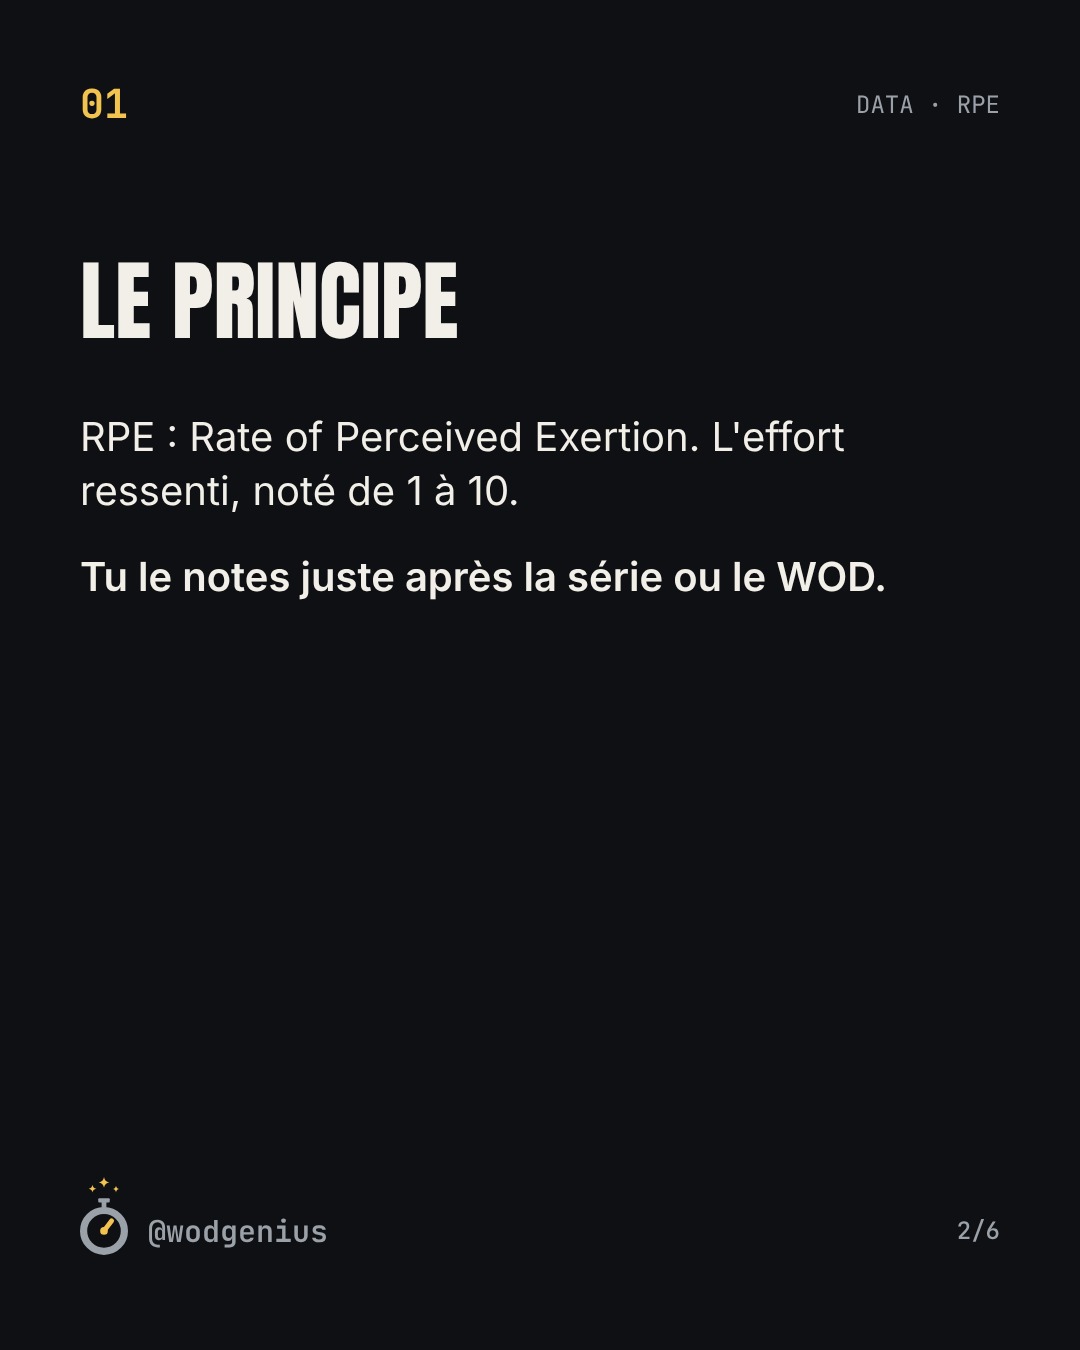 01
DATA · RPE
LE PRINCIPE
RPE : Rate of Perceived Exertion. L'effort
ressenti, noté de 1 à 10.
Tu le notes juste après la série ou le WOD.
@wodgenius
2/6